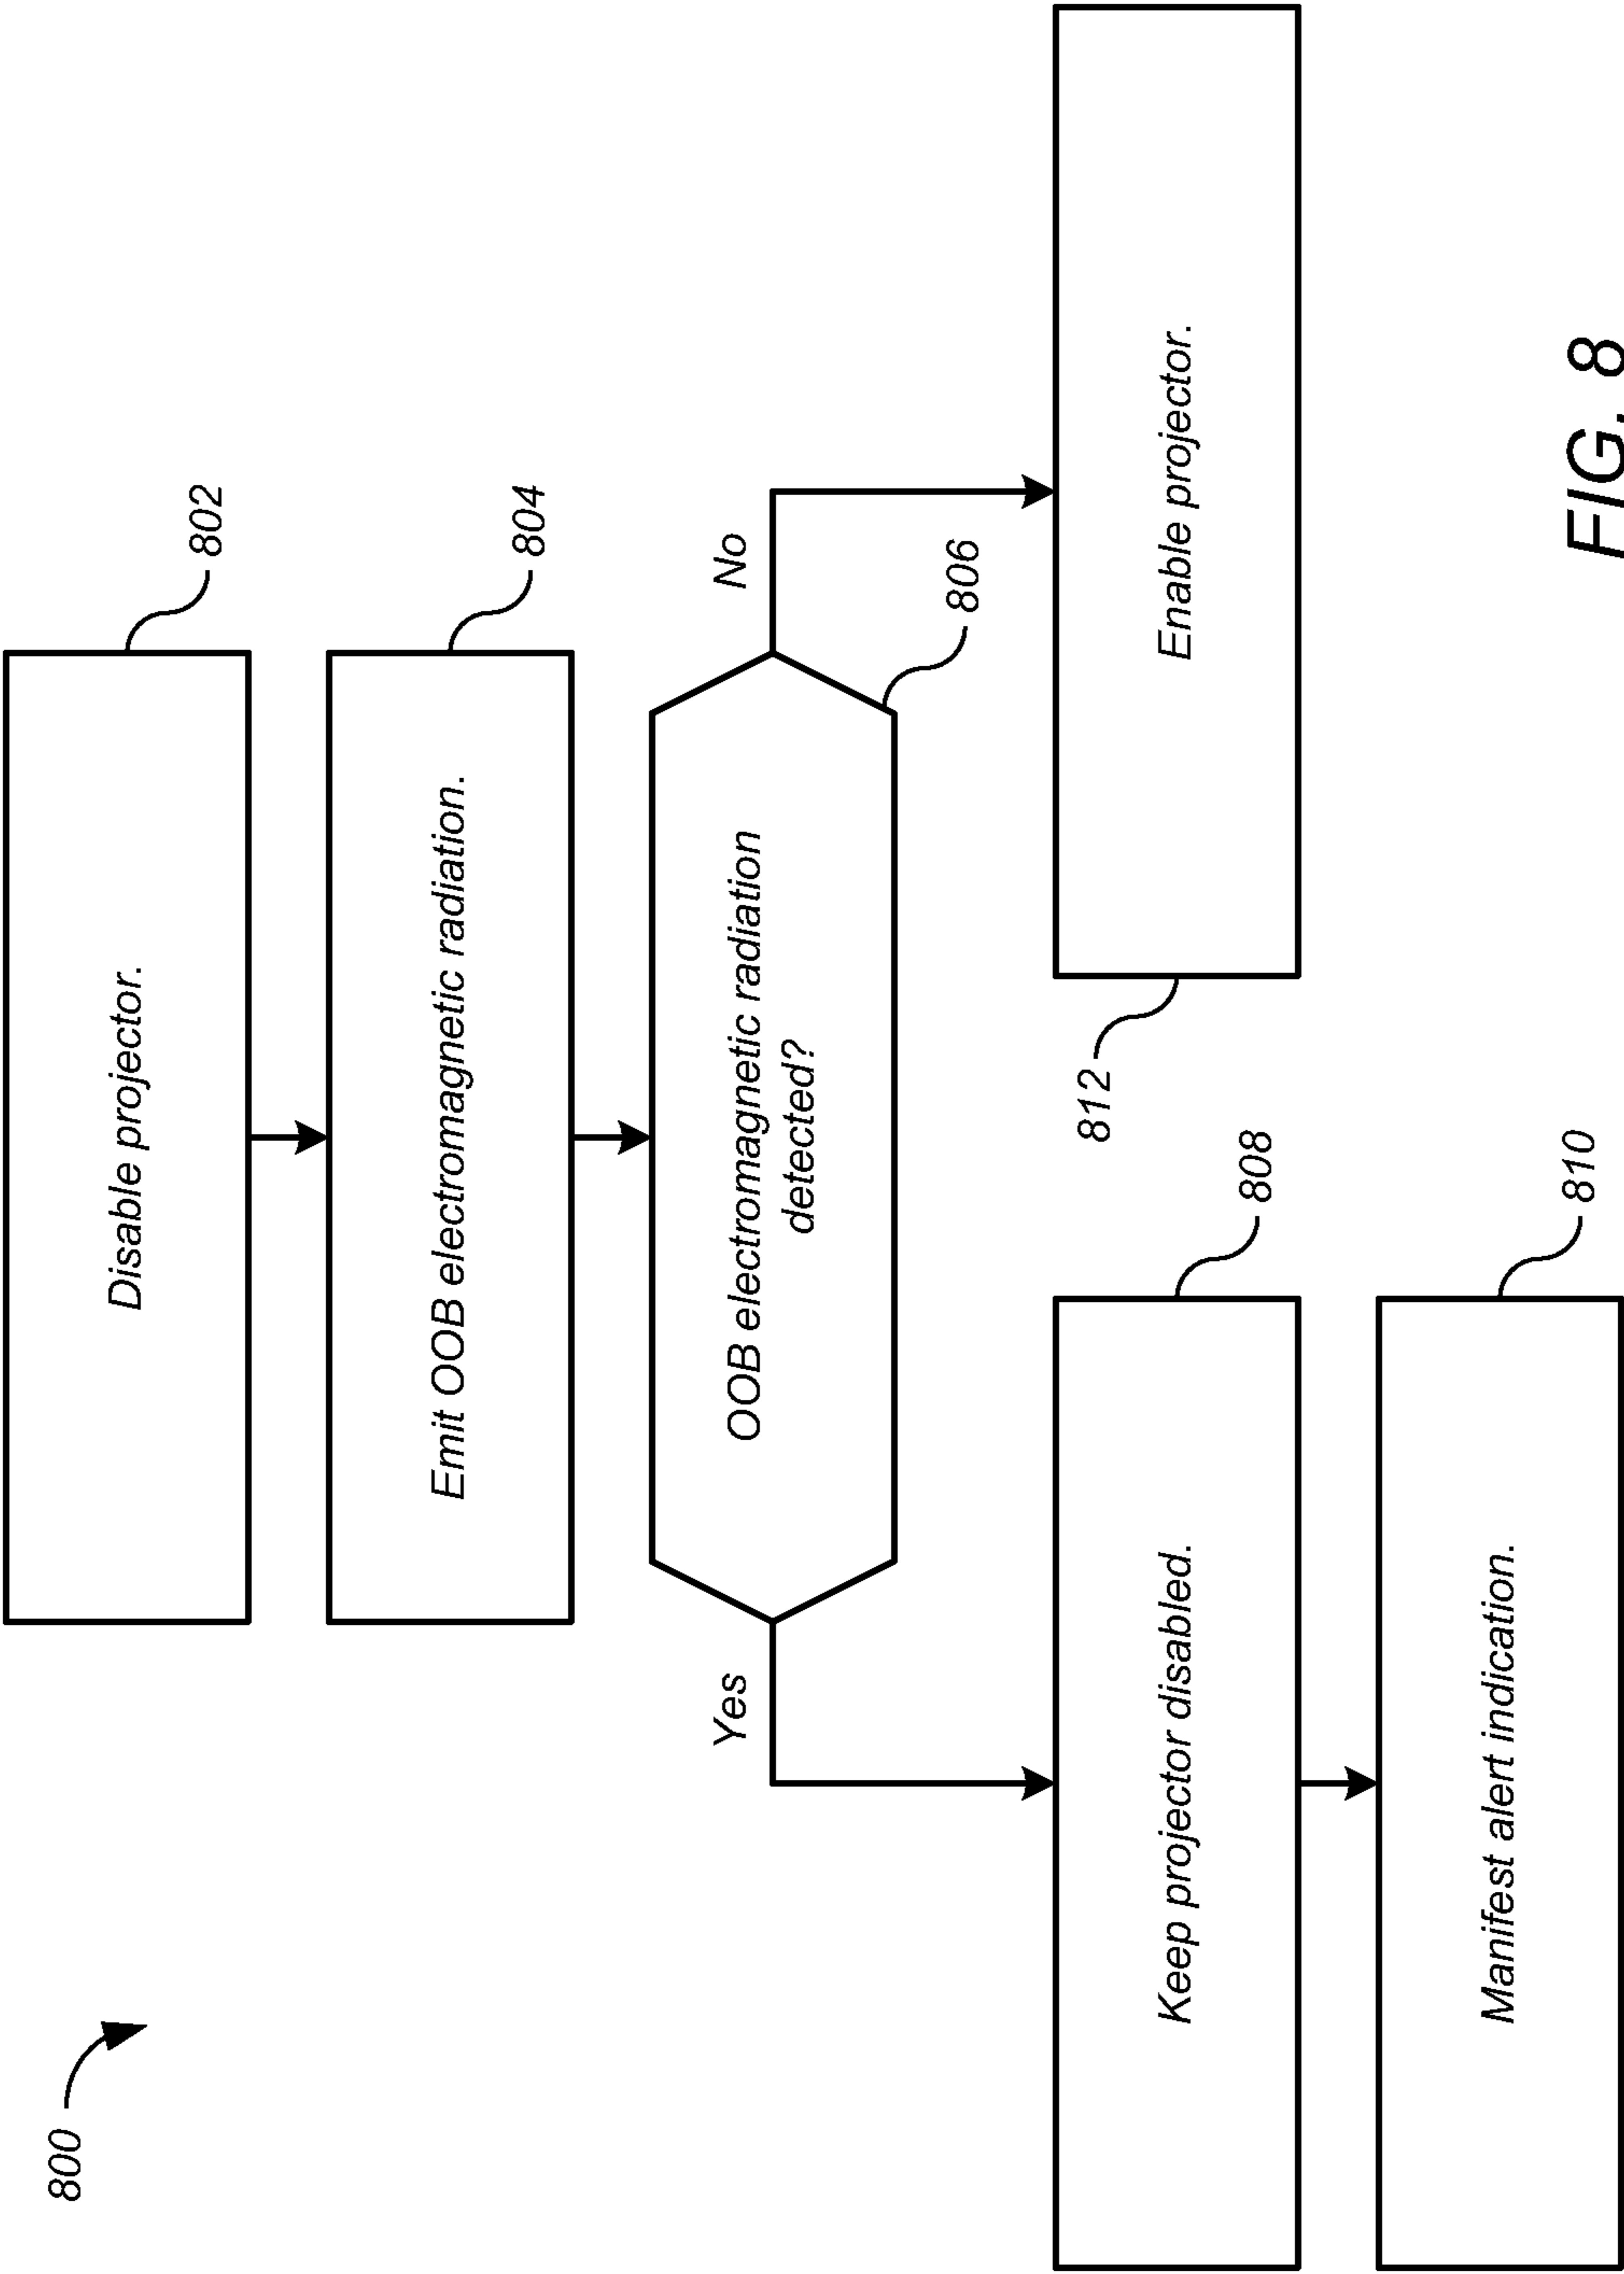 800
Disable projector.
802
Emit OOB electromagnetic radiation.
804
OOB electromagnetic radiation
detected?
806
Yes
No
Keep projector disabled.
808
812
Enable projector.
Manifest alert indication.
810
FIG. 8